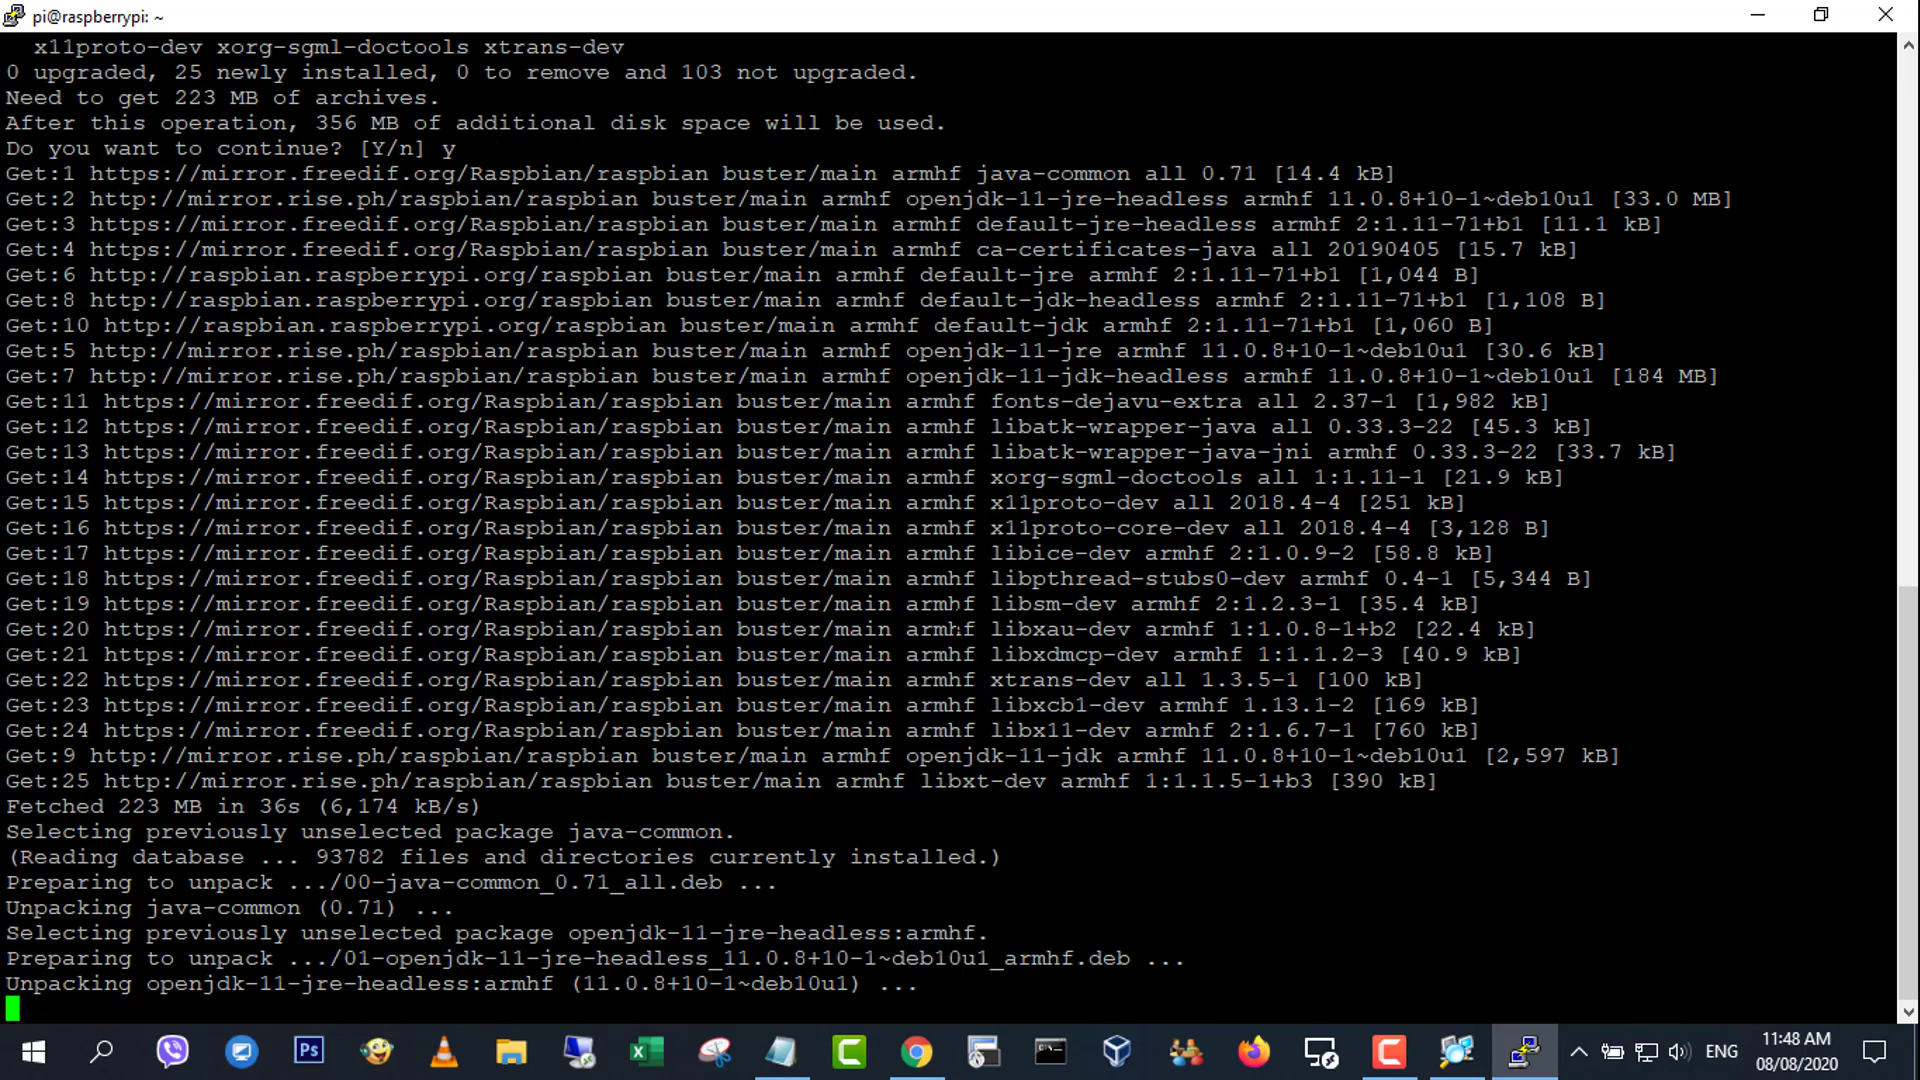 pi@raspberrypi: ~
x11proto-dev xorg-sgml-doctools xtrans-dev
0 upgraded, 25 newly installed, 0 to remove and 103 not upgraded.
Need to get 223 MB of archives.
After this operation, 356 MB of additional disk space will be used.
Do you want to continue? [Y/n] y
Get:1 https://mirror.freedif.org/Raspbian/raspbian buster/main armhf java-common all 0.71 [14.4 kB]
Get:2 http://mirror.rise.ph/raspbian/raspbian buster/main armhf openjdk-11-jre-headless armhf 11.0.8+10-1~deb10u1 [33.0 MB]
Get:3 https://mirror.freedif.org/Raspbian/raspbian buster/main armhf default-jre-headless armhf 2:1.11-71+b1 [11.1 kB]
Get:4 https://mirror.freedif.org/Raspbian/raspbian buster/main armhf ca-certificates-java all 20190405 [15.7 kB]
Get:6 http://raspbian.raspberrypi.org/raspbian buster/main armhf default-jre armhf 2:1.11-71+b1 [1,044 B]
Get:8 http://raspbian.raspberrypi.org/raspbian buster/main armhf default-jdk-headless armhf 2:1.11-71+b1 [1,108 B]
Get:10 http://raspbian.raspberrypi.org/raspbian buster/main armhf default-jdk armhf 2:1.11-71+b1 [1,060 B]
Get:5 http://mirror.rise.ph/raspbian/raspbian buster/main armhf openjdk-11-jre armhf 11.0.8+10-1~deb10u1 [30.6 kB]
Get:7 http://mirror.rise.ph/raspbian/raspbian buster/main armhf openjdk-11-jdk-headless armhf 11.0.8+10-1~deb10u1 [184 MB]
Get:11 https://mirror.freedif.org/Raspbian/raspbian buster/main armhf fonts-dejavu-extra all 2.37-1 [1,982 kB]
Get:12 https://mirror.freedif.org/Raspbian/raspbian buster/main armhf libatk-wrapper-java all 0.33.3-22 [45.3 kB]
Get:13 https://mirror.freedif.org/Raspbian/raspbian buster/main armhf libatk-wrapper-java-jni armhf 0.33.3-22 [33.7 kB]
Get:14 https://mirror.freedif.org/Raspbian/raspbian buster/main armhf xorg-sgml-doctools all 1:1.11-1 [21.9 kB]
Get:15 https://mirror.freedif.org/Raspbian/raspbian buster/main armhf x11proto-dev all 2018.4-4 [251 kB]
Get:16 https://mirror.freedif.org/Raspbian/raspbian buster/main armhf x11proto-core-dev all 2018.4-4 [3,128 B]
Get:17 https://mirror.freedif.org/Raspbian/raspbian buster/main armhf libice-dev armhf 2:1.0.9-2 [58.8 kB]
Get:18 https://mirror.freedif.org/Raspbian/raspbian buster/main armhf libpthread-stubs0-dev armhf 0.4-1 [5,344 B]
Get:19 https://mirror.freedif.org/Raspbian/raspbian buster/main armhf libsm-dev armhf 2:1.2.3-1 [35.4 kB]
Get:20 https://mirror.freedif.org/Raspbian/raspbian buster/main armhf libxau-dev armhf 1:1.0.8-1+b2 [22.4 kB]
Get:21 https://mirror.freedif.org/Raspbian/raspbian buster/main armhf libxdmcp-dev armhf 1:1.1.2-3 [40.9 kB]
Get:22 https://mirror.freedif.org/Raspbian/raspbian buster/main armhf xtrans-dev all 1.3.5-1 [100 kB]
Get:23 https://mirror.freedif.org/Raspbian/raspbian buster/main armhf libxcb1-dev armhf 1.13.1-2 [169 kB]
Get:24 https://mirror.freedif.org/Raspbian/raspbian buster/main armhf libx11-dev armhf 2:1.6.7-1 [760 kB]
Get:9 http://mirror.rise.ph/raspbian/raspbian buster/main armhf openjdk-11-jdk armhf 11.0.8+10-1~deb10u1 [2,597 kB]
Get:25 http://mirror.rise.ph/raspbian/raspbian buster/main armhf libxt-dev armhf 1:1.1.5-1+b3 [390 kB]
Fetched 223 MB in 36s (6,174 kB/s)
Selecting previously unselected package java-common.
(Reading database ... 93782 files and directories currently installed.)
Preparing to unpack .../00-java-common_0.71_all.deb ...
Unpacking java-common (0.71) ...
Selecting previously unselected package openjdk-11-jre-headless:armhf.
Preparing to unpack .../01-openjdk-11-jre-headless_11.0.8+10-1~deb10u1_armhf.deb ...
Unpacking openjdk-11-jre-headless:armhf (11.0.8+10-1~deb10u1) ...
Ps
ENG
11:48 AM
08/08/2020